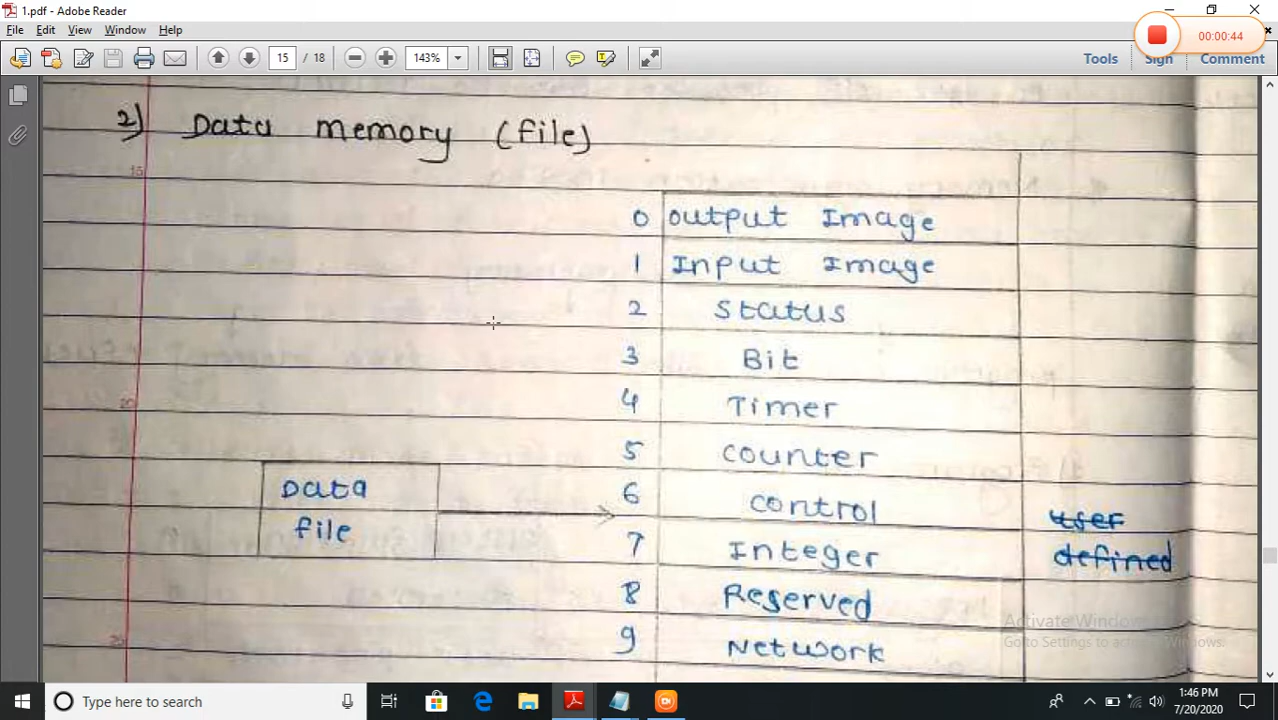 1.pdf - Adobe Reader
File Edit View Window Help
00:00:44
15 / 18 143% Tools Sign Comment
2) Data memory (file)
15
0 output Image
1 Input Image
2 Status
3 Bit
4 Timer
20
5 counter
Data
6 control
user
file
7 Integer
defined
8 Reserved
Activate Windows
Go to Settings to activate Windows.
9 Network
25
Type here to search
1:46 PM
7/20/2020